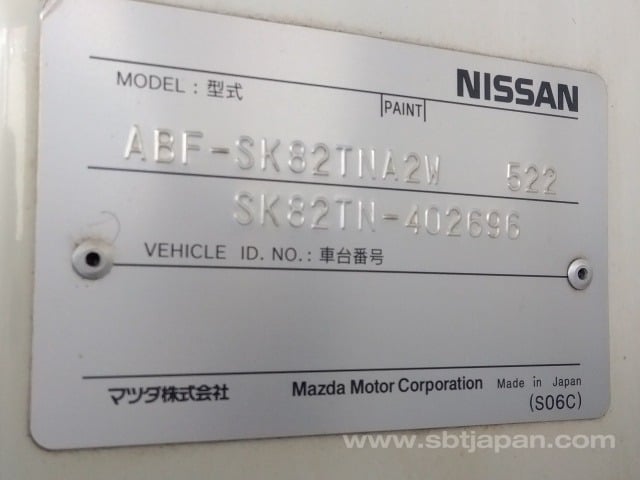 NISSAN
MODEL : 型式
PAINT
ABF-SK82TNA2W 522
SK82TN-402696
VEHICLE ID. NO. : 車台番号
マツダ株式会社 Mazda Motor Corporation Made in Japan
(S06C)
www.sbtjapan.com